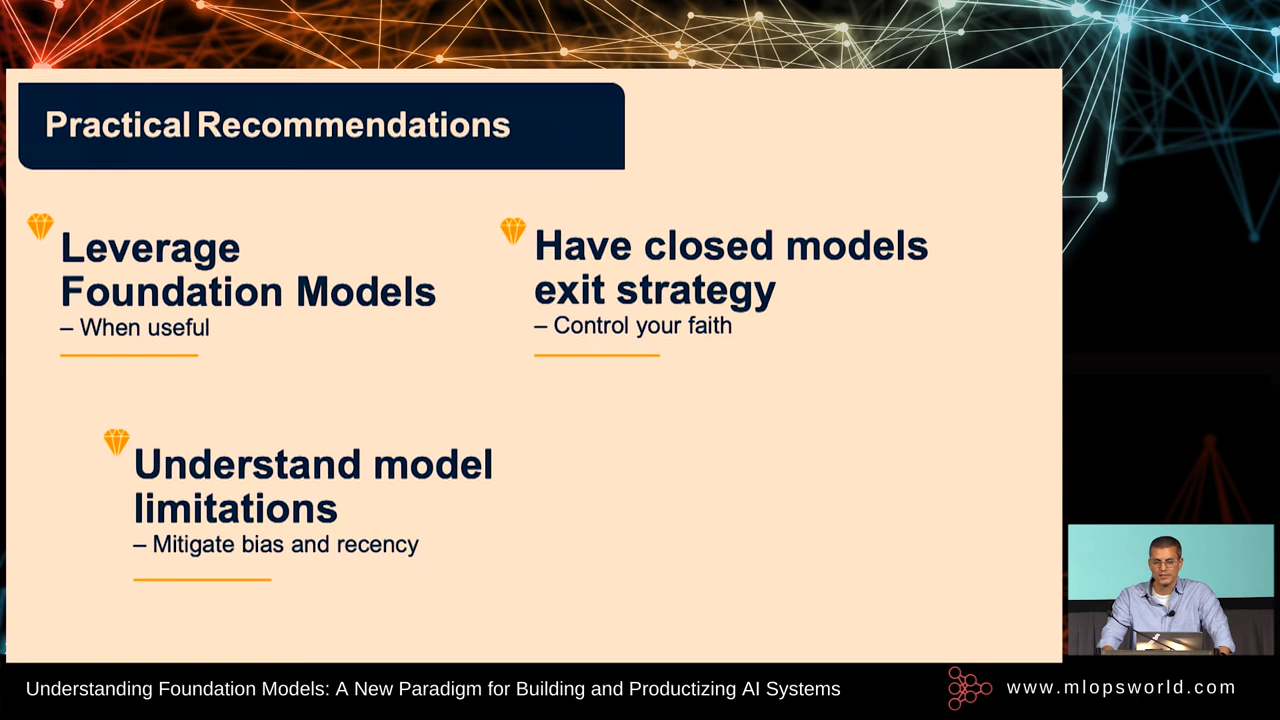 Practical Recommendations
Leverage
Foundation Models
– When useful
Have closed models
exit strategy
– Control your faith
Understand model
limitations
– Mitigate bias and recency
Understanding Foundation Models: A New Paradigm for Building and Productizing AI Systems
www.mlopsworld.com